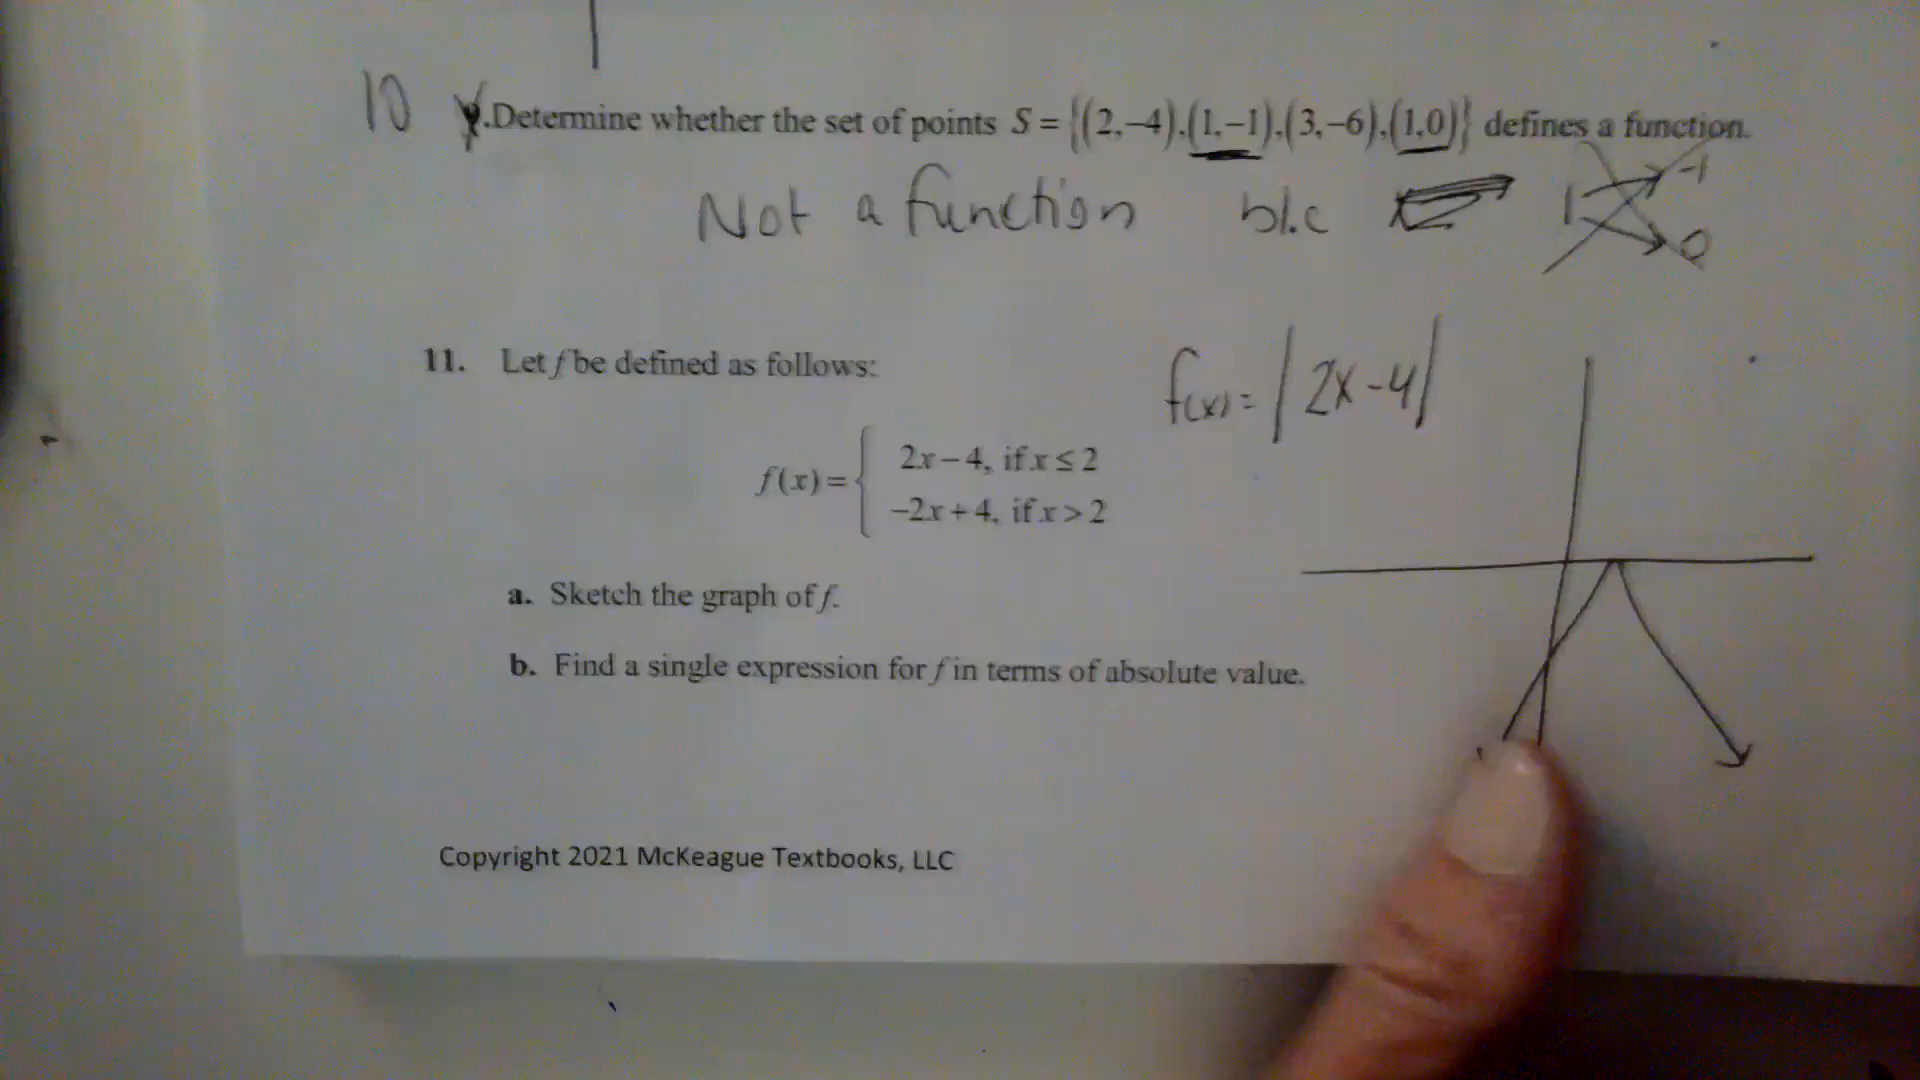 10 9.Determine whether the set of points S = {(2,-4),(1,-1),(3,-6),(1,0)} defines a function.
Not a function b/c 1 -1 0
11. Let f be defined as follows:
f(x) = |2x-4|
f(x) = { 2x-4, if x ≤ 2
-2x+4, if x > 2
a. Sketch the graph of f.
b. Find a single expression for f in terms of absolute value.
Copyright 2021 McKeague Textbooks, LLC